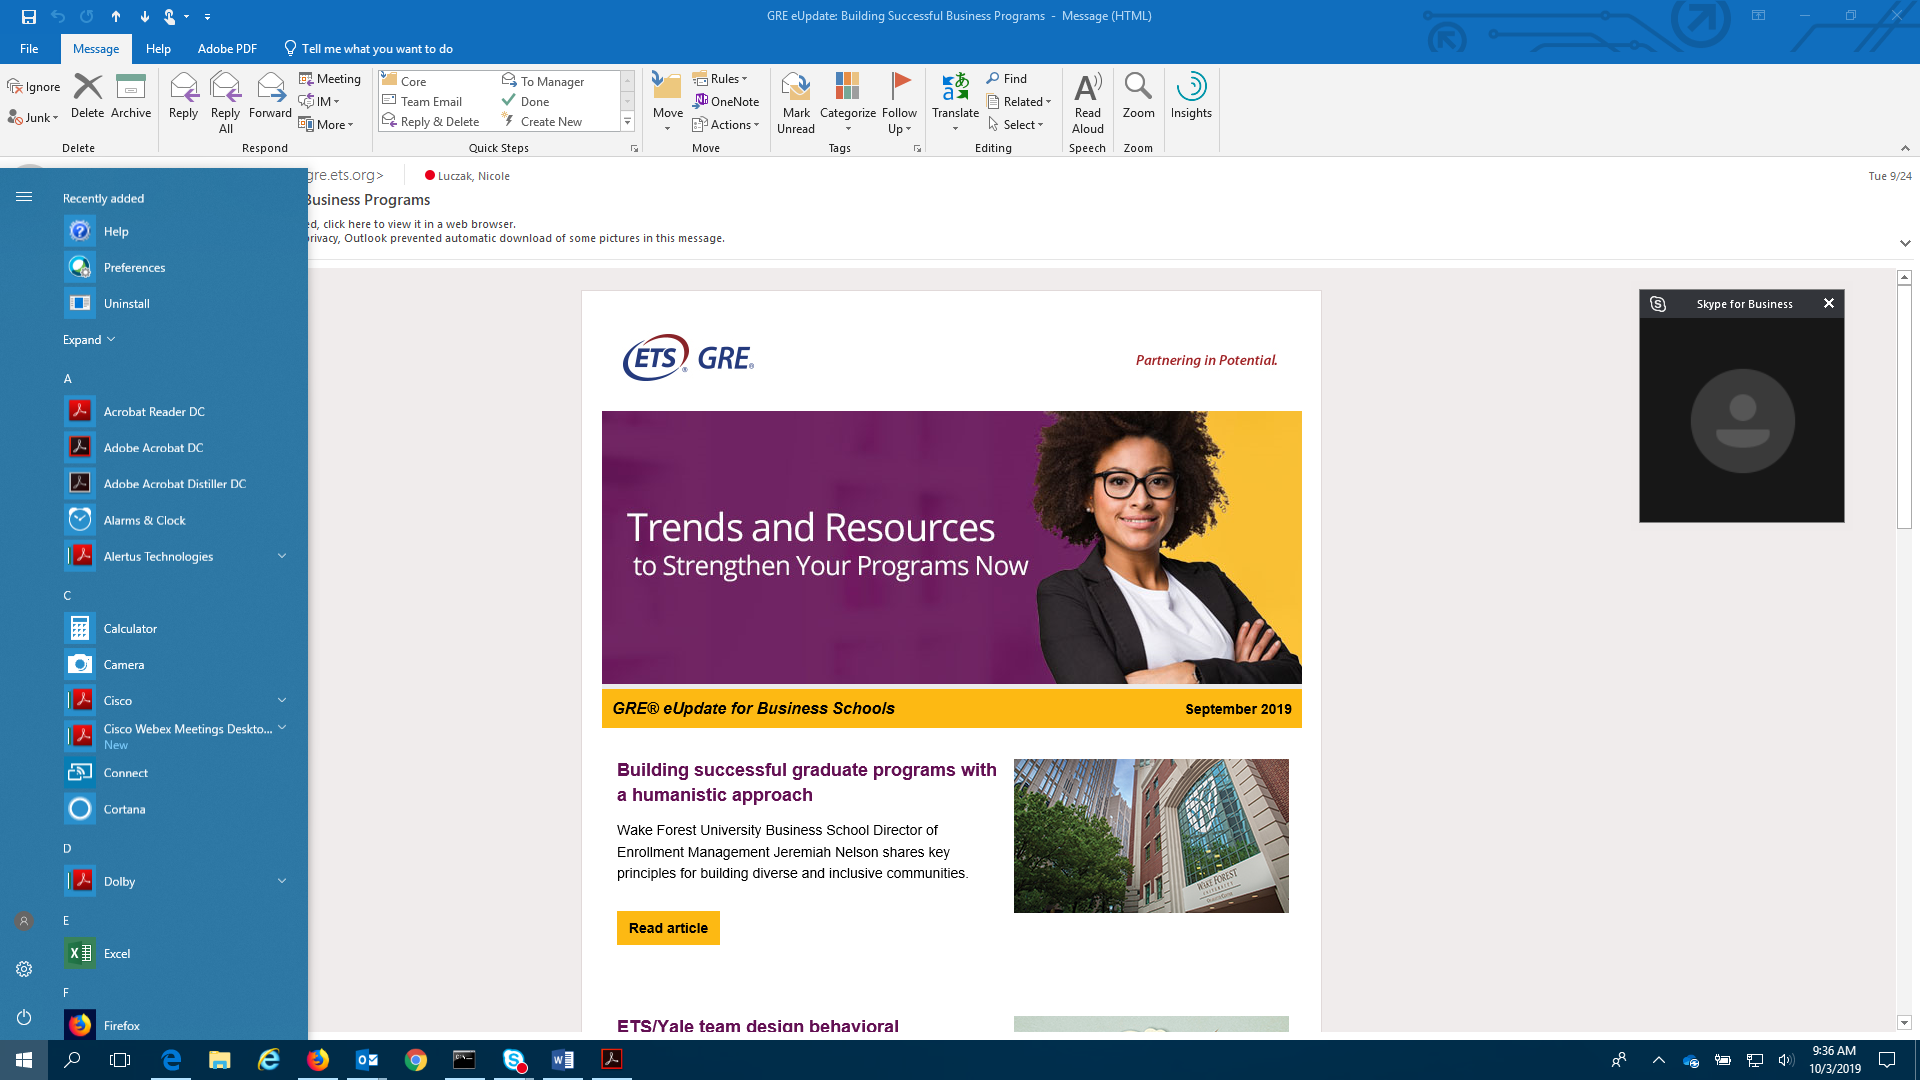 GRE eUpdate: Building Successful Business Programs - Message (HTML)
File Message Help Adobe PDF Tell me what you want to do
Ignore
Junk
Delete
Archive
Delete
Reply
Reply All
Forward
Meeting
IM
More
Respond
Core
Team Email
Reply & Delete
To Manager
Done
Create New
Quick Steps
Move
Rules
OneNote
Actions
Move
Mark Unread
Categorize
Follow Up
Tags
Translate
Find
Related
Select
Editing
Read Aloud
Speech
Zoom
Zoom
Insights
gre.ets.org>
Luczak, Nicole
Tue 9/24
Business Programs
ed, click here to view it in a web browser.
rivacy, Outlook prevented automatic download of some pictures in this message.
Recently added
Help
Preferences
Uninstall
Expand
A
Acrobat Reader DC
Adobe Acrobat DC
Adobe Acrobat Distiller DC
Alarms & Clock
Alertus Technologies
C
Calculator
Camera
Cisco
Cisco Webex Meetings Deskto...
New
Connect
Cortana
D
Dolby
E
Excel
F
Firefox
ETS® GRE®
Partnering in Potential.
Trends and Resources
to Strengthen Your Programs Now
GRE® eUpdate for Business Schools
September 2019
Building successful graduate programs with
a humanistic approach
Wake Forest University Business School Director of
Enrollment Management Jeremiah Nelson shares key
principles for building diverse and inclusive communities.
Read article
WAKE FOREST
UNIVERSITY
ETS/Yale team design behavioral
Skype for Business
9:36 AM
10/3/2019